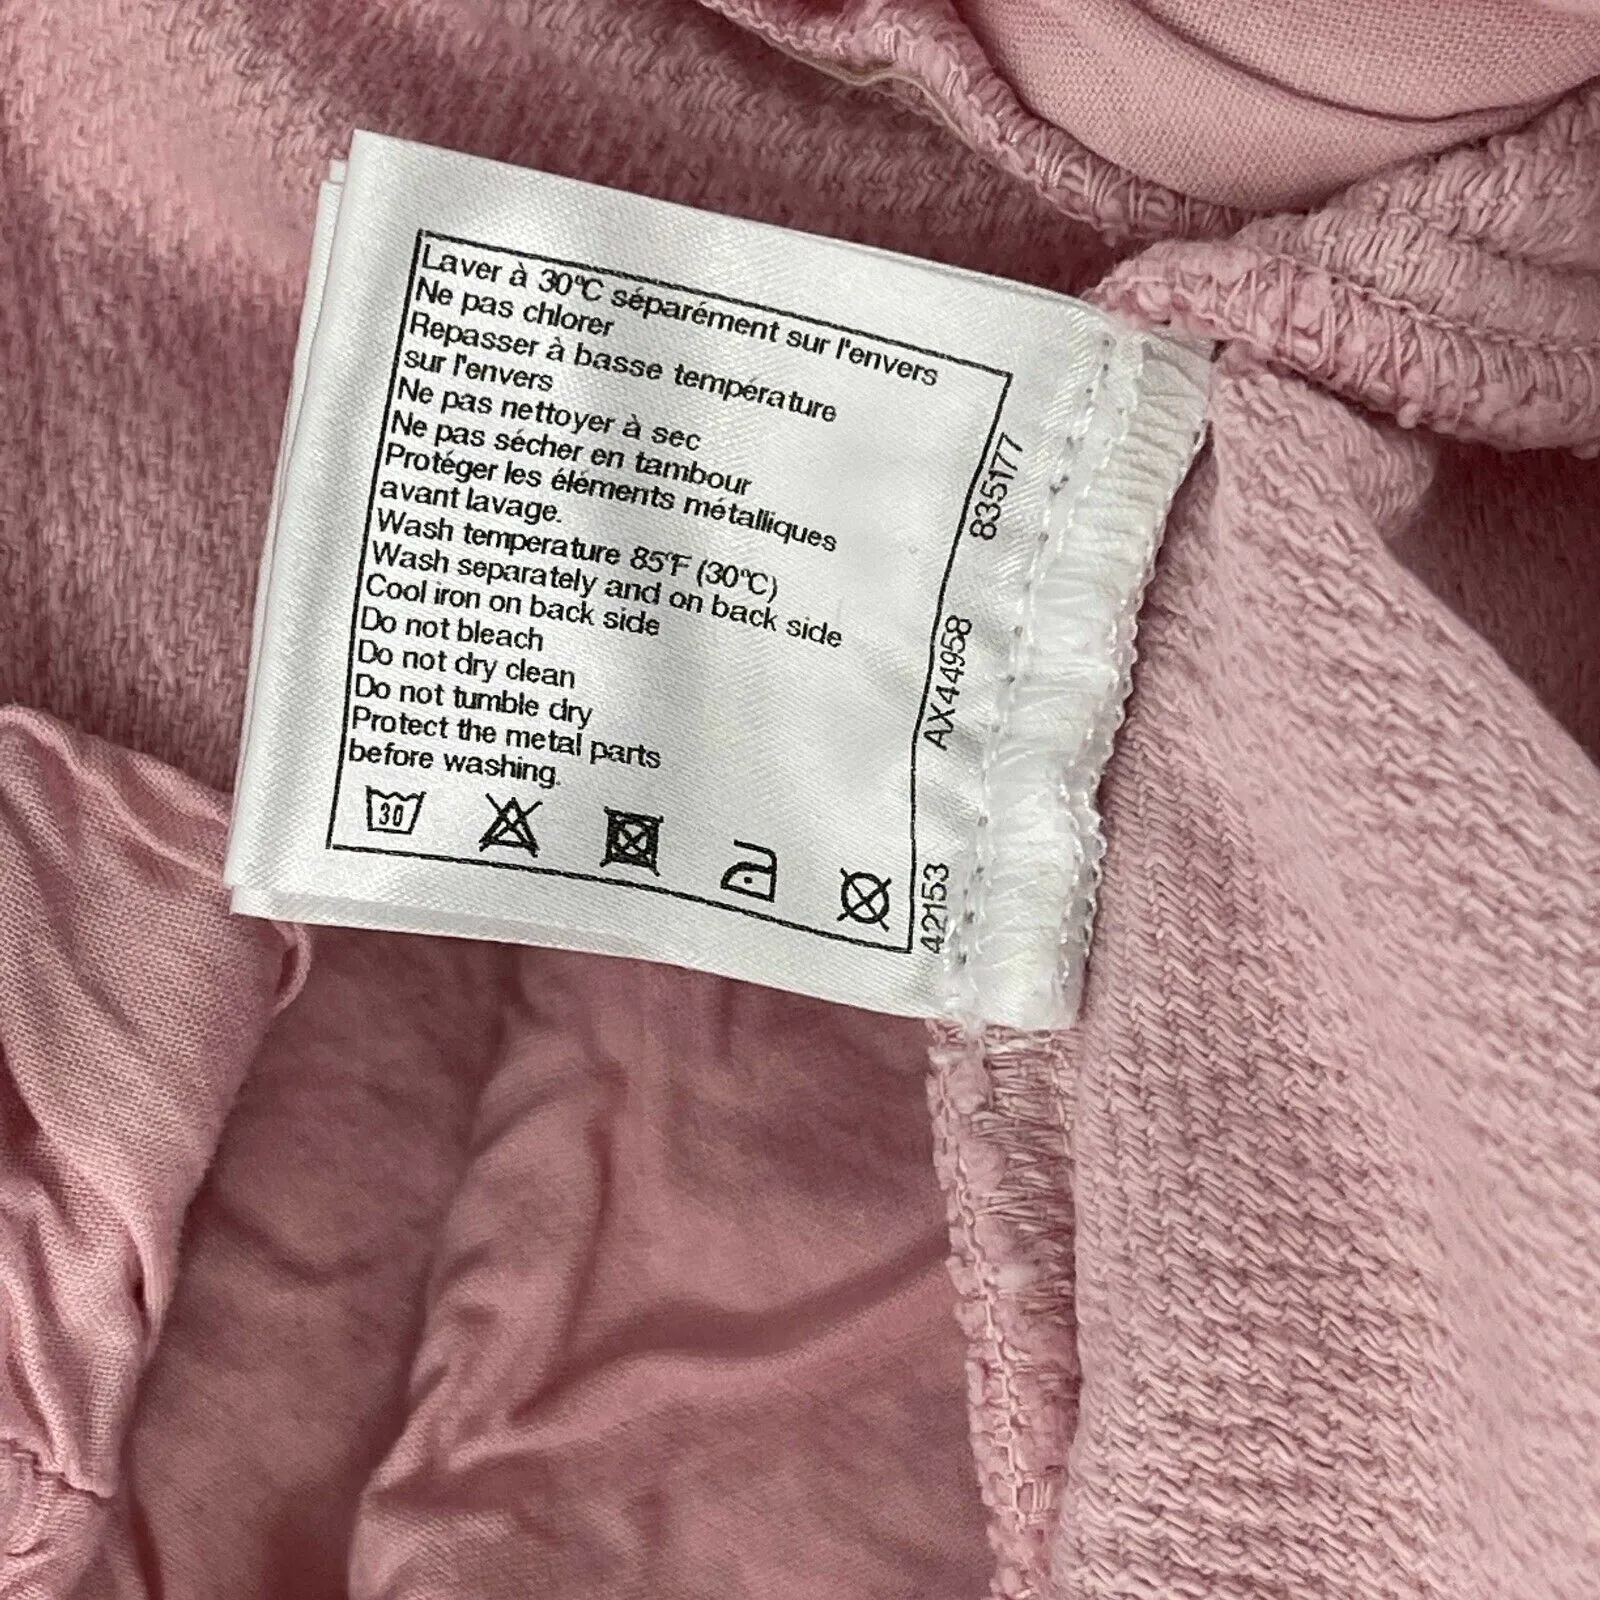 Laver à 30°C séparément sur l'envers
Ne pas chlorer
Repasser à basse température
sur l'envers
Ne pas nettoyer à sec
Ne pas sécher en tambour
Protéger les éléments métalliques
avant lavage.
Wash temperature 85°F (30°C)
Wash separately and on back side
Cool iron on back side
Do not bleach
Do not dry clean
Do not tumble dry
Protect the metal parts
before washing.
30
42153
AX44958
835177